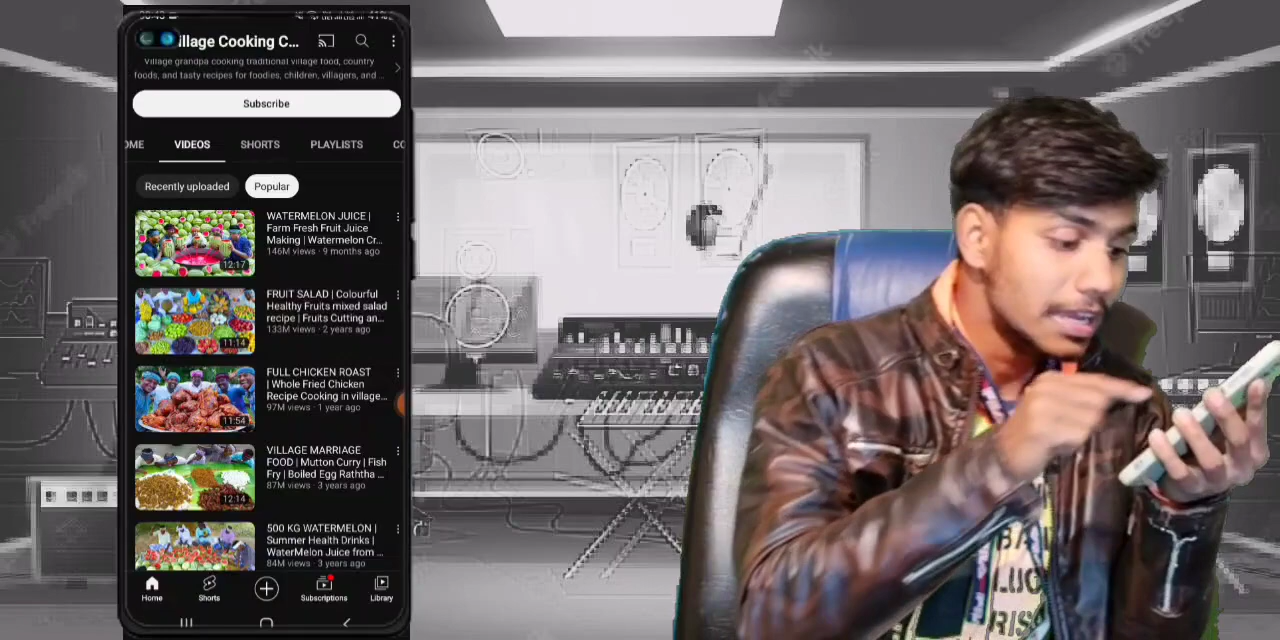 illage Cooking C...
Village grandpa cooking traditional village food, country
foods, and tasty recipes for foodies, children, villagers, and ...
Subscribe
OME
VIDEOS
SHORTS
PLAYLISTS
CO
Recently uploaded
Popular
WATERMELON JUICE |
Farm Fresh Fruit Juice
Making | Watermelon Cr...
146M views · 9 months ago
12:17
FRUIT SALAD | Colourful
Healthy Fruits mixed salad
recipe | Fruits Cutting an...
133M views · 2 years ago
11:14
FULL CHICKEN ROAST
| Whole Fried Chicken
Recipe Cooking in village...
97M views · 1 year ago
11:54
VILLAGE MARRIAGE
FOOD | Mutton Curry | Fish
Fry | Boiled Egg Raththa ...
87M views · 3 years ago
12:14
500 KG WATERMELON |
Summer Health Drinks |
WaterMelon Juice from ...
84M views · 3 years ago
Home
Shorts
Subscriptions
Library